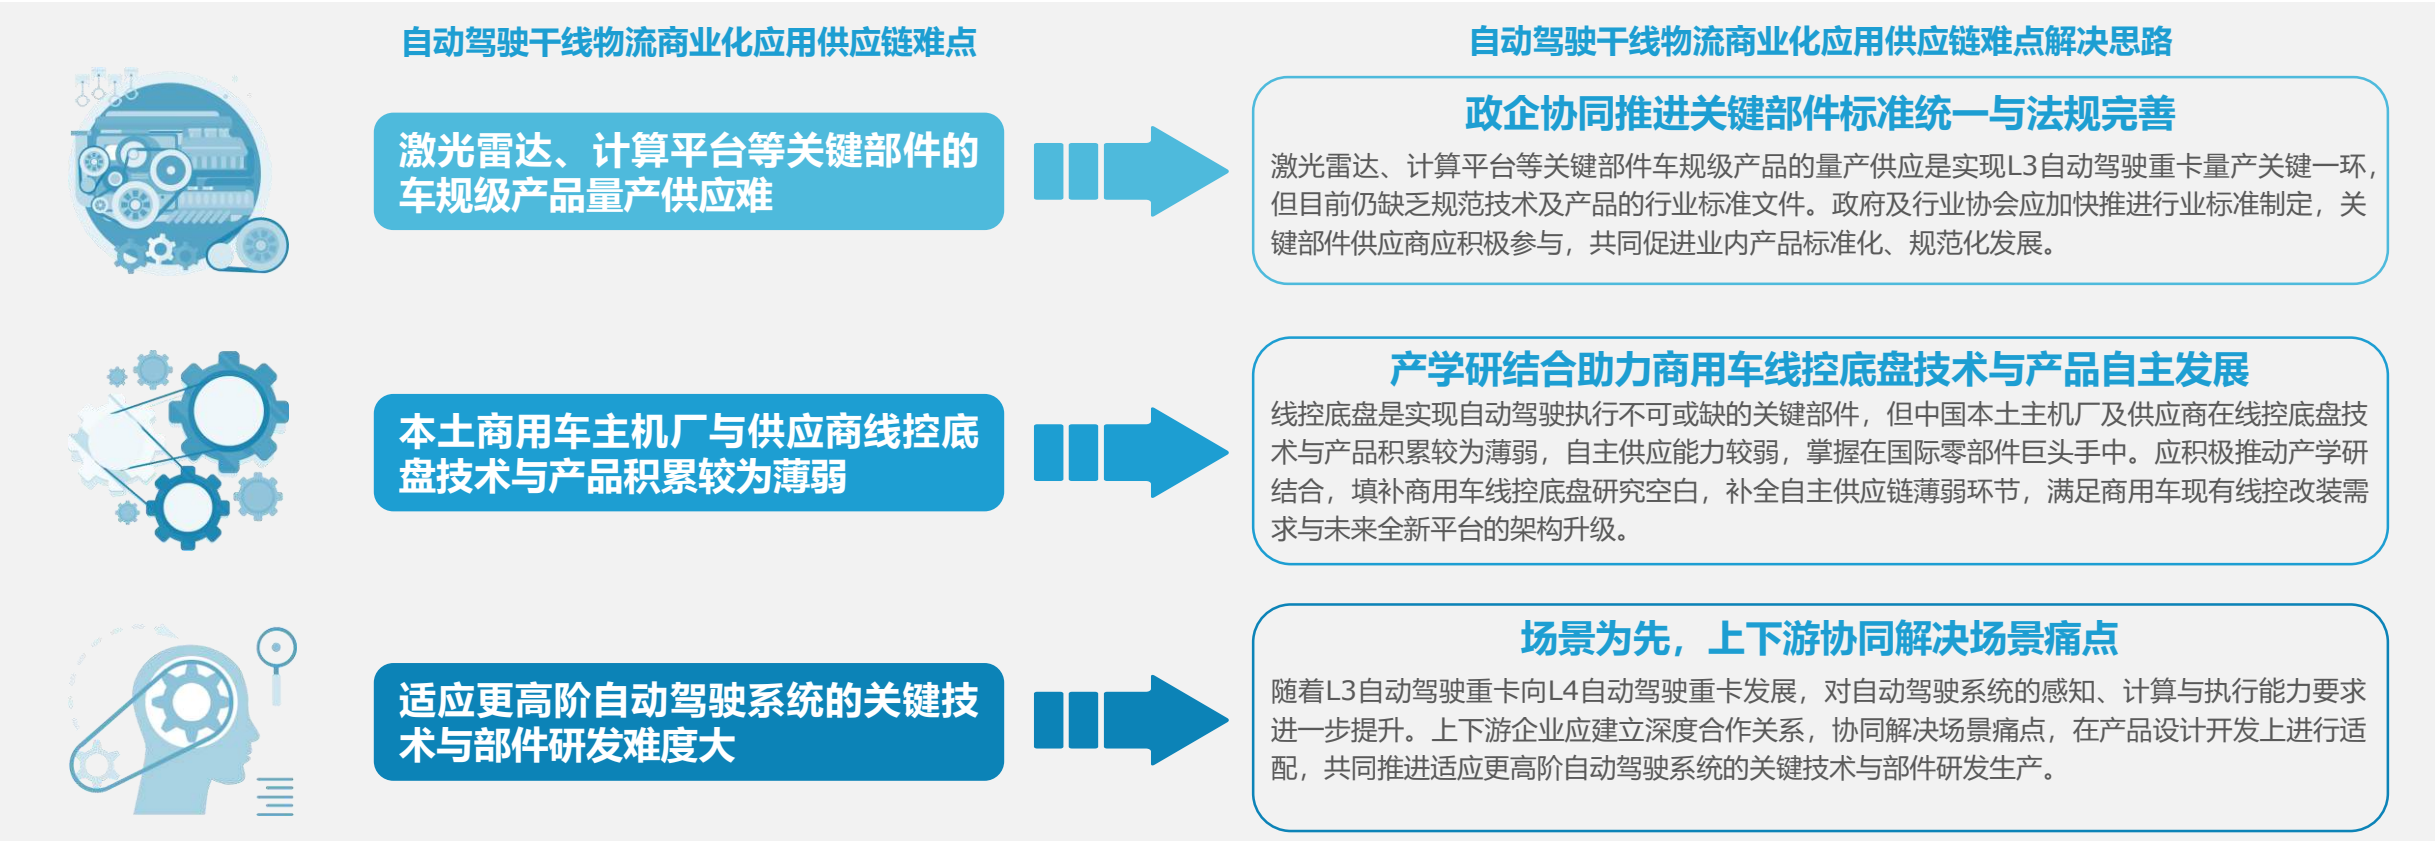 自动驾驶干线物流商业化应用供应链难点
自动驾驶干线物流商业化应用供应链难点解决思路
激光雷达、计算平台等关键部件的
车规级产品量产供应难
政企协同推进关键部件标准统一与法规完善
激光雷达、计算平台等关键部件车规级产品的量产供应是实现L3自动驾驶重卡量产关键一环，
但目前仍缺乏规范技术及产品的行业标准文件。政府及行业协会应加快推进行业标准制定，关
键部件供应商应积极参与，共同促进业内产品标准化、规范化发展。
本土商用车主机厂与供应商线控底
盘技术与产品积累较为薄弱
产学研结合助力商用车线控底盘技术与产品自主发展
线控底盘是实现自动驾驶执行不可或缺的关键部件，但中国本土主机厂及供应商在线控底盘技
术与产品积累较为薄弱，自主供应能力较弱，掌握在国际零部件巨头手中。应积极推动产学研
结合，填补商用车线控底盘研究空白，补全自主供应链薄弱环节，满足商用车现有线控改装需
求与未来全新平台的架构升级。
适应更高阶自动驾驶系统的关键技
术与部件研发难度大
场景为先，上下游协同解决场景痛点
随着L3自动驾驶重卡向L4自动驾驶重卡发展，对自动驾驶系统的感知、计算与执行能力要求
进一步提升。上下游企业应建立深度合作关系，协同解决场景痛点，在产品设计开发上进行适
配，共同推进适应更高阶自动驾驶系统的关键技术与部件研发生产。